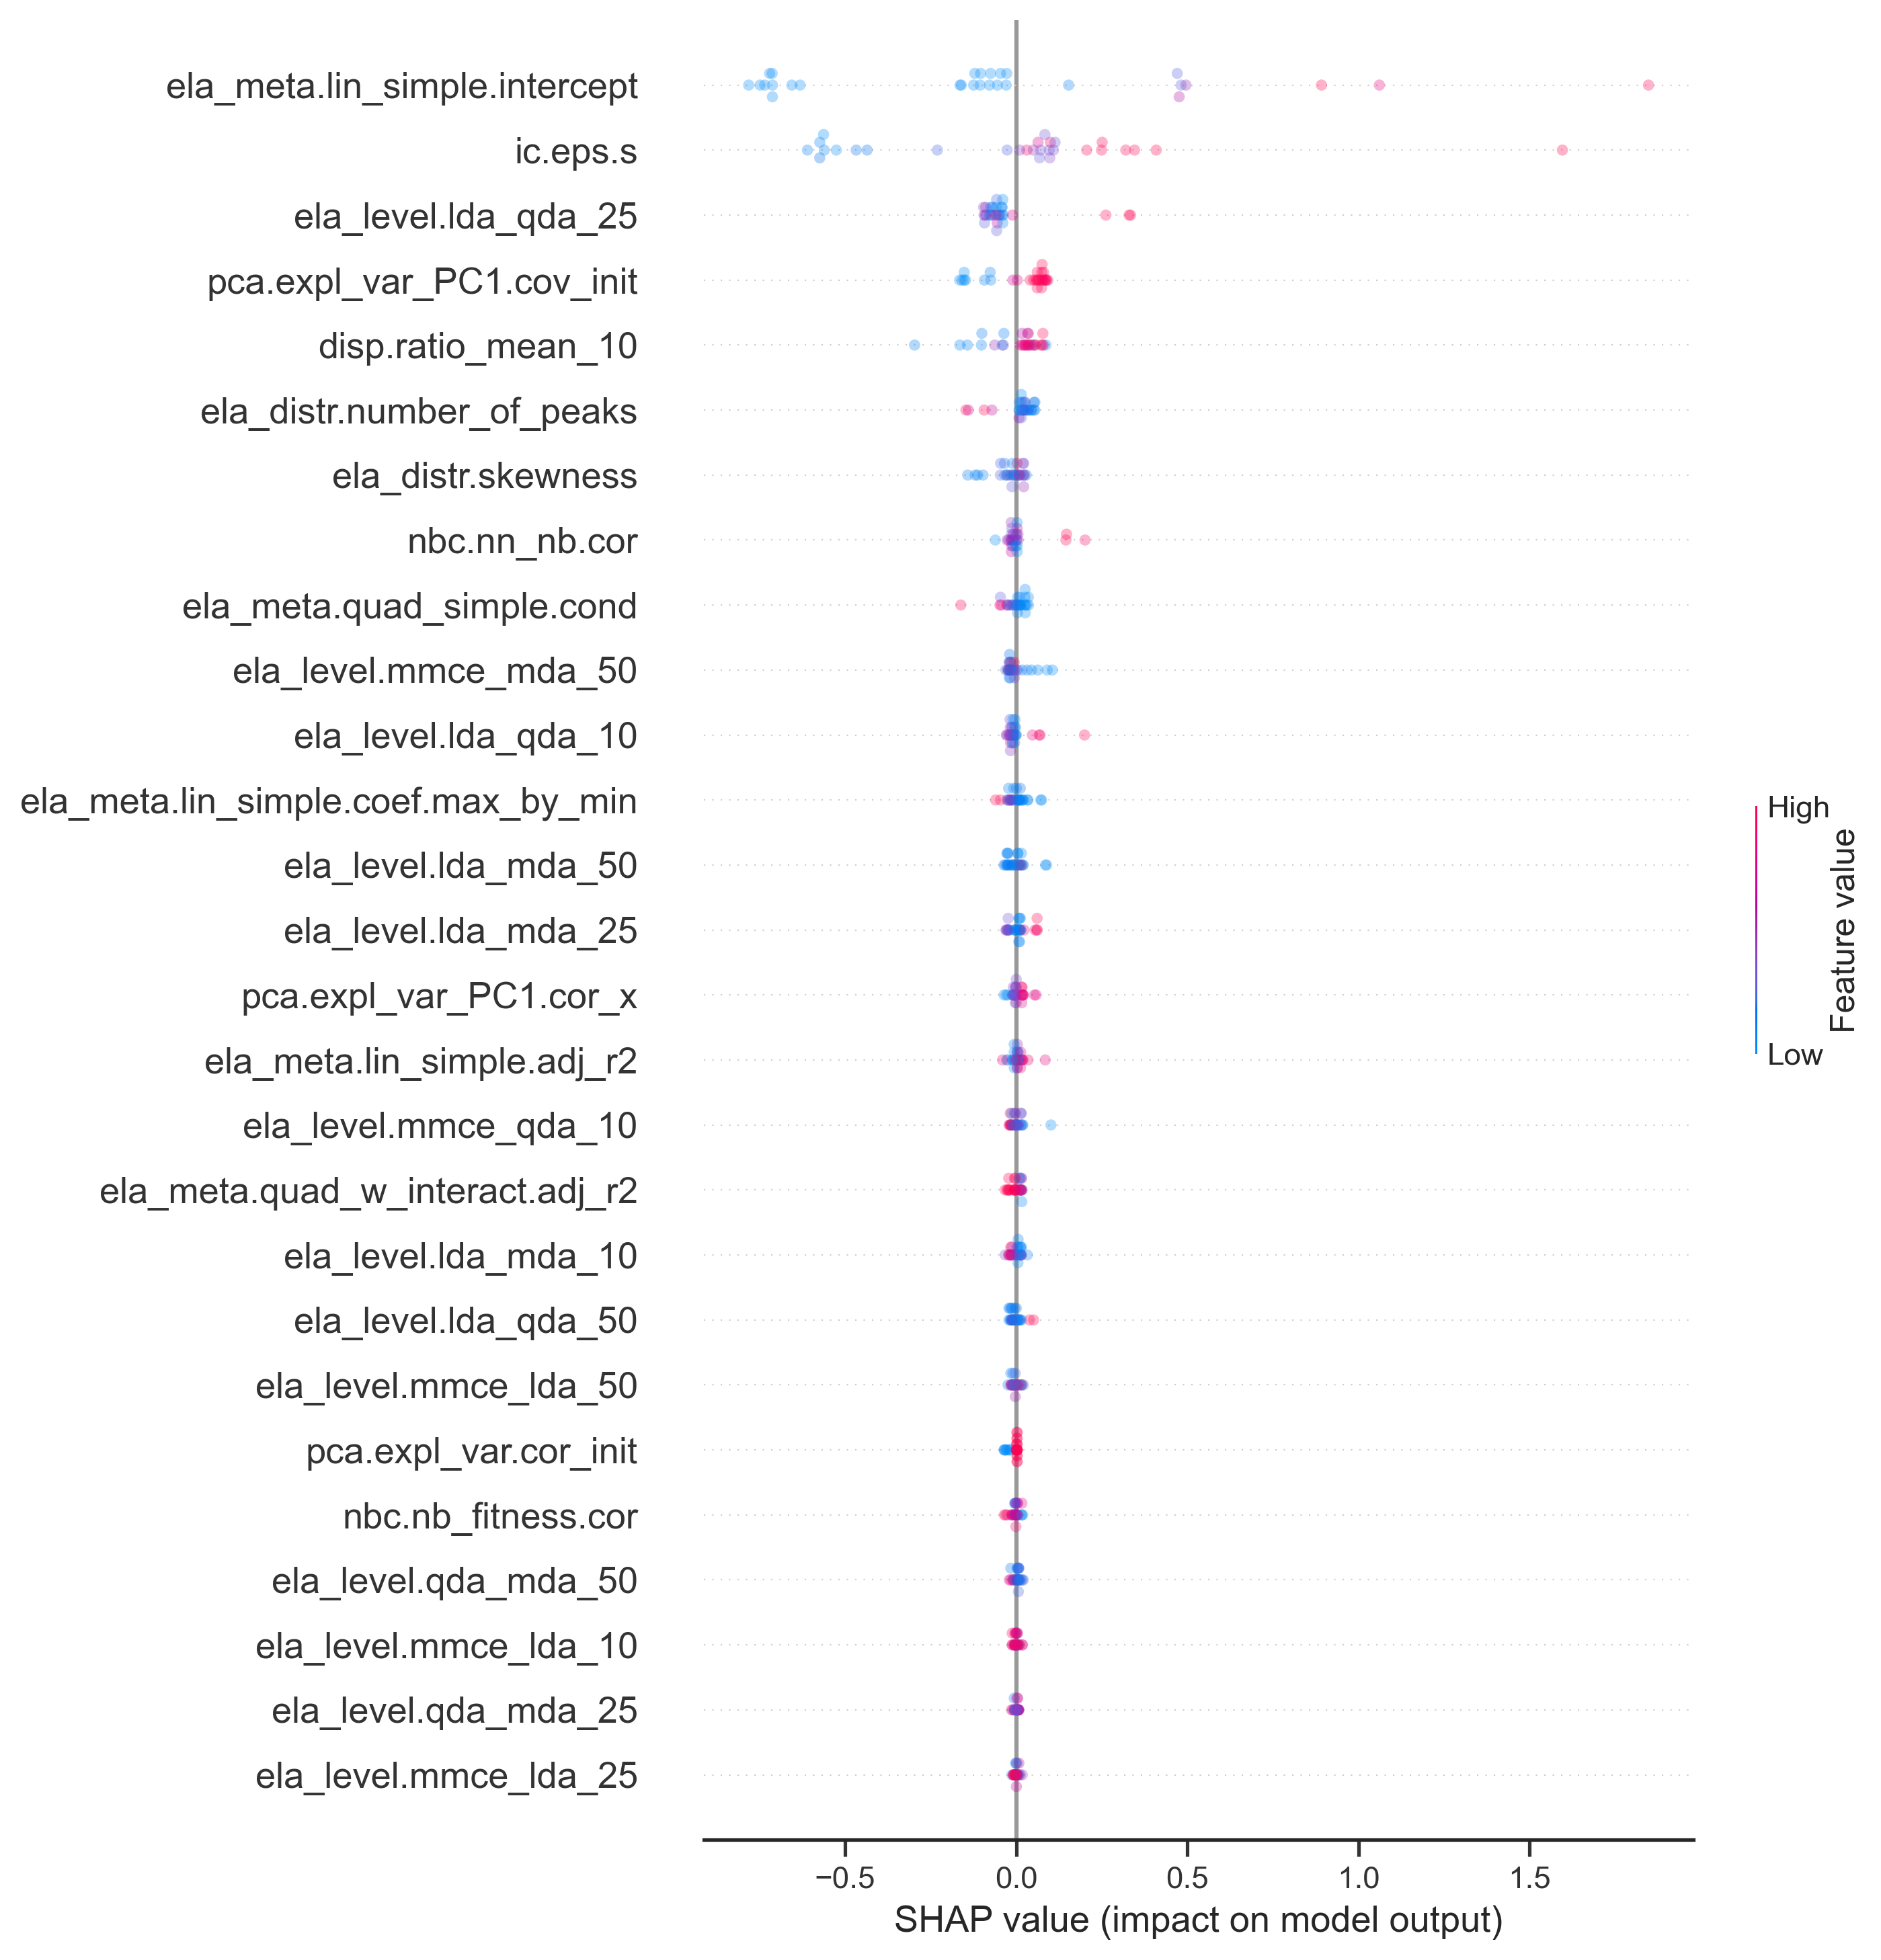 ela_meta.lin_simple.intercept
ic.eps.s
ela_level.lda_qda_25
pca.expl_var_PC1.cov_init
disp.ratio_mean_10
ela_distr.number_of_peaks
ela_distr.skewness
nbc.nn_nb.cor
ela_meta.quad_simple.cond
ela_level.mmce_mda_50
ela_level.lda_qda_10
ela_meta.lin_simple.coef.max_by_min
ela_level.lda_mda_50
ela_level.lda_mda_25
pca.expl_var_PC1.cor_x
ela_meta.lin_simple.adj_r2
ela_level.mmce_qda_10
ela_meta.quad_w_interact.adj_r2
ela_level.lda_mda_10
ela_level.lda_qda_50
ela_level.mmce_lda_50
pca.expl_var.cor_init
nbc.nb_fitness.cor
ela_level.qda_mda_50
ela_level.mmce_lda_10
ela_level.qda_mda_25
ela_level.mmce_lda_25
−0.5 0.0 0.5 1.0 1.5
SHAP value (impact on model output)
High
Feature value
Low